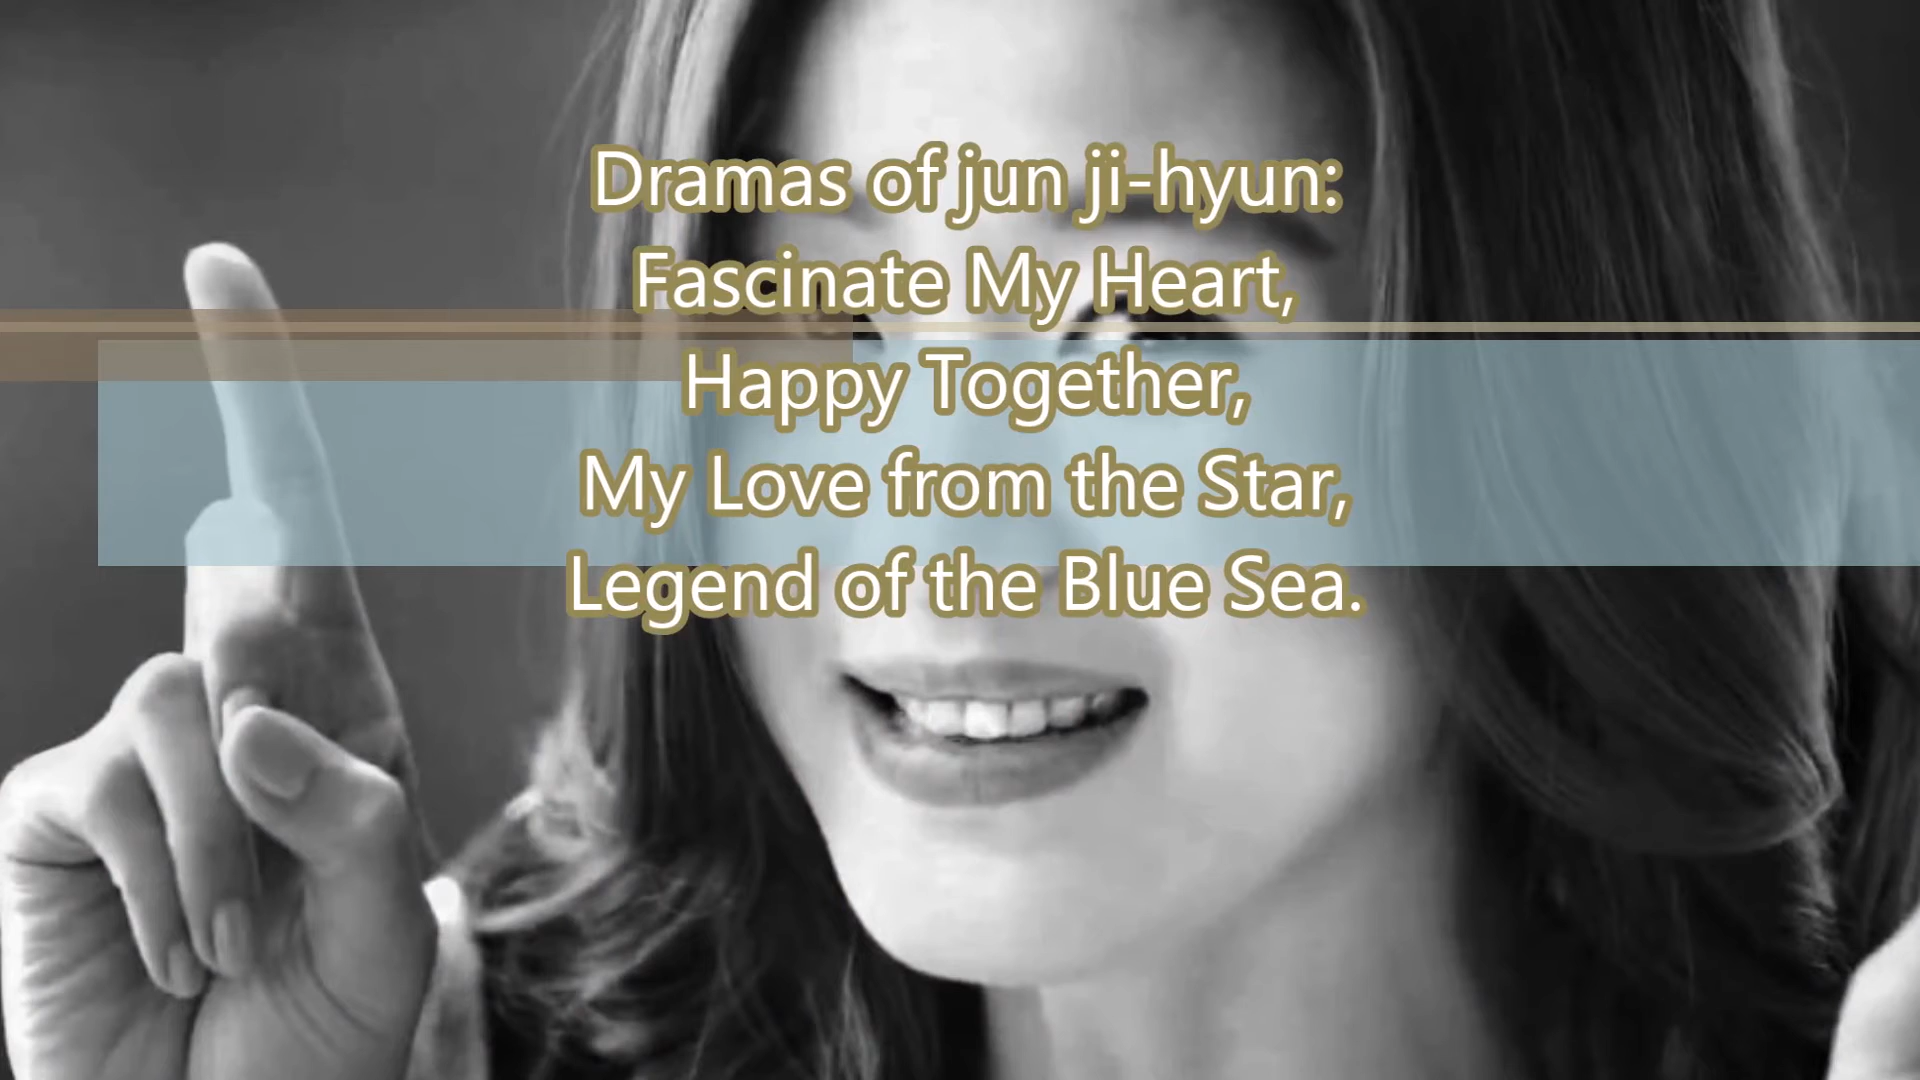 Dramas of jun ji-hyun:
Fascinate My Heart,
Happy Together,
My Love from the Star,
Legend of the Blue Sea.